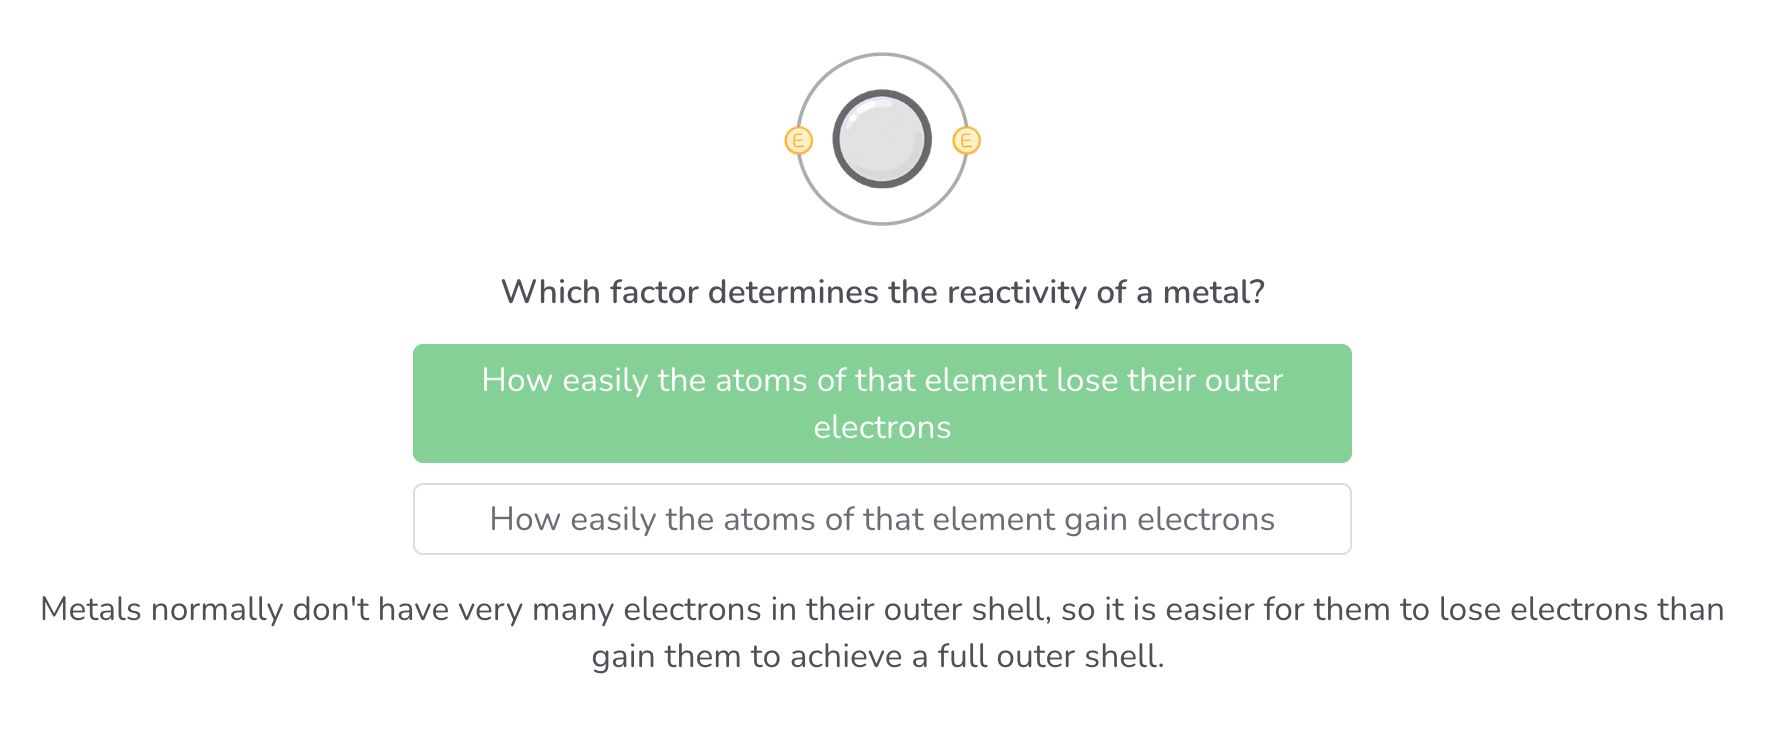 E E
Which factor determines the reactivity of a metal?
How easily the atoms of that element lose their outer
electrons
How easily the atoms of that element gain electrons
Metals normally don't have very many electrons in their outer shell, so it is easier for them to lose electrons than
gain them to achieve a full outer shell.